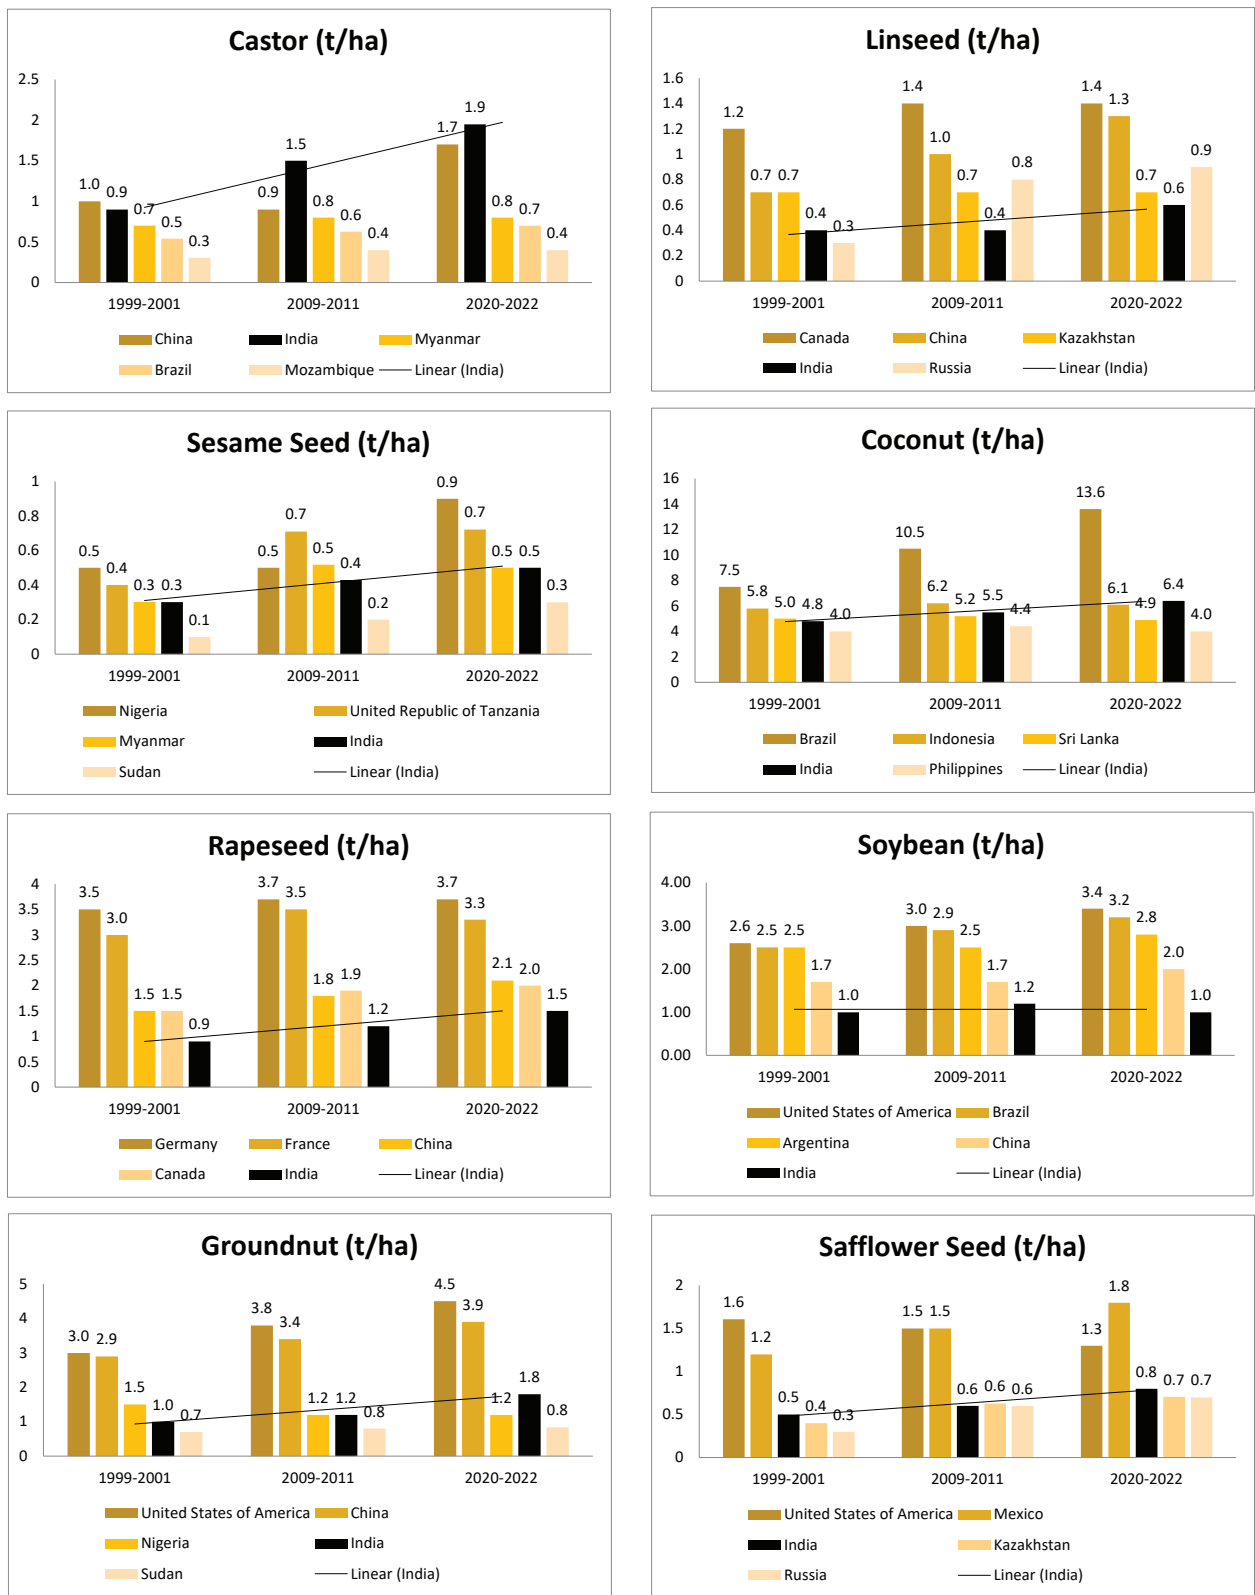 Castor (t/ha)
2.5
2
1.5
1
0.5
0
1.0 0.9 0.7 0.5 0.3
0.9 1.5 0.8 0.6 0.4
1.7 1.9 0.8 0.7 0.4
1999-2001 2009-2011 2020-2022
China India Myanmar
Brazil Mozambique Linear (India)
Linseed (t/ha)
1.6
1.4
1.2
1
0.8
0.6
0.4
0.2
0
1.2 0.7 0.7 0.4 0.3
1.4 1.0 0.7 0.4 0.8
1.4 1.3 0.7 0.6 0.9
1999-2001 2009-2011 2020-2022
Canada China Kazakhstan
India Russia Linear (India)
Sesame Seed (t/ha)
1
0.8
0.6
0.4
0.2
0
0.5 0.4 0.3 0.3 0.1
0.5 0.7 0.5 0.4 0.2
0.9 0.7 0.5 0.5 0.3
1999-2001 2009-2011 2020-2022
Nigeria United Republic of Tanzania
Myanmar India
Sudan Linear (India)
Coconut (t/ha)
16
14
12
10
8
6
4
2
0
7.5 5.8 5.0 4.8 4.0
10.5 6.2 5.2 5.5 4.4
13.6 6.1 4.9 6.4 4.0
1999-2001 2009-2011 2020-2022
Brazil Indonesia Sri Lanka
India Philippines Linear (India)
Rapeseed (t/ha)
4
3.5
3
2.5
2
1.5
1
0.5
0
3.5 3.0 1.5 1.5 0.9
3.7 3.5 1.8 1.9 1.2
3.7 3.3 2.1 2.0 1.5
1999-2001 2009-2011 2020-2022
Germany France China
Canada India Linear (India)
Soybean (t/ha)
4.00
3.00
2.00
1.00
0.00
2.6 2.5 2.5 1.7 1.0
3.0 2.9 2.5 1.7 1.2
3.4 3.2 2.8 2.0 1.0
1999-2001 2009-2011 2020-2022
United States of America Brazil
Argentina China
India Linear (India)
Groundnut (t/ha)
5
4
3
2
1
0
3.0 2.9 1.5 1.0 0.7
3.8 3.4 1.2 1.2 0.8
4.5 3.9 1.2 1.8 0.8
1999-2001 2009-2011 2020-2022
United States of America China
Nigeria India
Sudan Linear (India)
Safflower Seed (t/ha)
2
1.5
1
0.5
0
1.6 1.2 0.5 0.4 0.3
1.5 1.5 0.6 0.6 0.6
1.3 1.8 0.8 0.7 0.7
1999-2001 2009-2011 2020-2022
United States of America Mexico
India Kazakhstan
Russia Linear (India)